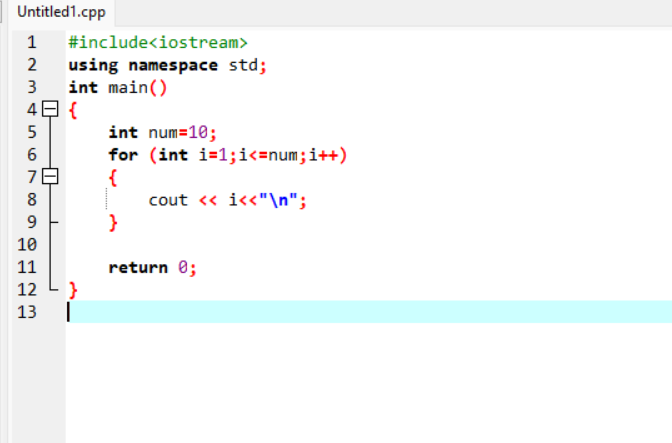 Untitled1.cpp
1 #include<iostream>
2 using namespace std;
3 int main()
4 {
5 int num=10;
6 for (int i=1;i<=num;i++)
7 {
8 cout << i<<"\n";
9 }
10
11 return 0;
12 }
13